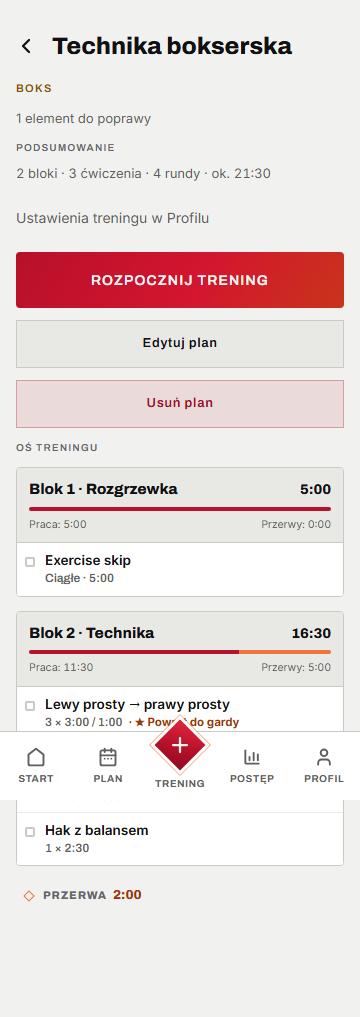 Technika bokserska
BOKS
1 element do poprawy
PODSUMOWANIE
2 bloki · 3 ćwiczenia · 4 rundy · ok. 21:30
Ustawienia treningu w Profilu
ROZPOCZNIJ TRENING
Edytuj plan
Usuń plan
OŚ TRENINGU
Blok 1 · Rozgrzewka 5:00
Praca: 5:00 Przerwy: 0:00
Exercise skip
Ciągłe · 5:00
Blok 2 · Technika 16:30
Praca: 11:30 Przerwy: 5:00
Lewy prosty → prawy prosty
3 × 3:00 / 1:00 · ★ do gardy
START PLAN TRENING POSTĘP PROFIL
Hak z balansem
1 × 2:30
PRZERWA 2:00